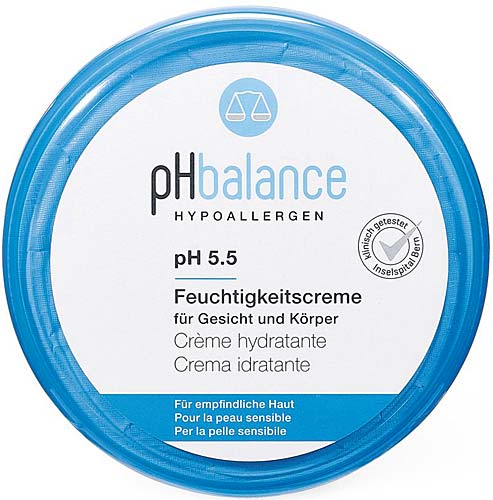 pHbalance
HYPOALLERGEN
pH 5.5
klinisch getestet
Inselspital Bern
Feuchtigkeitscreme
für Gesicht und Körper
Crème hydratante
Crema idratante
Für empfindliche Haut
Pour la peau sensible
Per la pelle sensibile